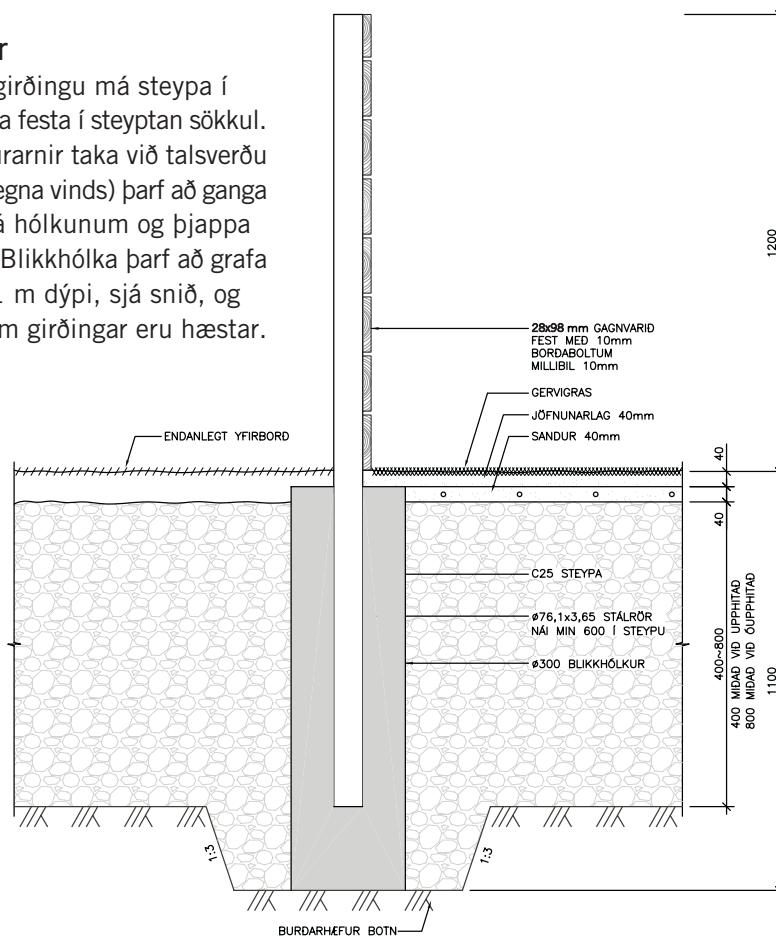 r
girðingu má steypa í
a festa í steyptan sökkul.
urarnir taka við talsverðu
egna vinds) þarf að ganga
á hólkunum og þjappa
Blikkhólka þarf að grafa
m dýpi, sjá snið, og
m girðingar eru hæstar.
1200
28x98 mm GAGNVARIÐ
FEST MEÐ 10mm
BORÐABOLTUM
MILLIBIL 10mm
GERVIGRAS
JÖFNUNARLAG 40mm
SANDUR 40mm
ENDANLEGT YFIRBORÐ
40
40
C25 STEYPA
ø76,1x3,65 STÁLRÖR
NÁI MIN 600 Í STEYPU
ø300 BLIKKHÓLKUR
400~800
400 MIÐAÐ VIÐ UPPHITAÐ
800 MIÐAÐ VIÐ ÓUPPHITAÐ
1100
1:3
1:3
BURÐARHÆFUR BOTN